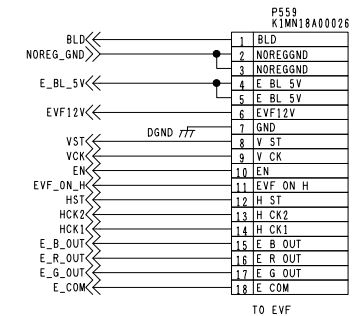 P559
K1MN18A00026
BLD 1 BLD
NOREG_GND 2 NOREGGND
3 NOREGGND
E_BL_5V 4 E BL 5V
5 E BL 5V
EVF12V 6 EVF12V
DGND 7 GND
VST 8 V ST
VCK 9 V CK
EN 10 EN
EVF_ON_H 11 EVF ON H
HST 12 H ST
HCK2 13 H CK2
HCK1 14 H CK1
E_B_OUT 15 E B OUT
E_R_OUT 16 E R OUT
E_G_OUT 17 E G OUT
E_COM 18 E COM
TO EVF